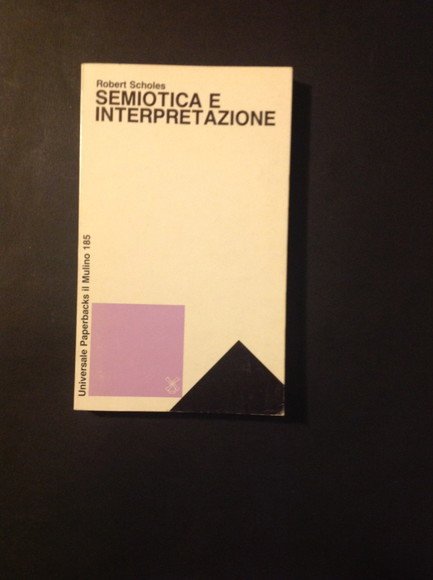 Robert Scholes
SEMIOTICA E
INTERPRETAZIONE
Universale Paperbacks il Mulino 185